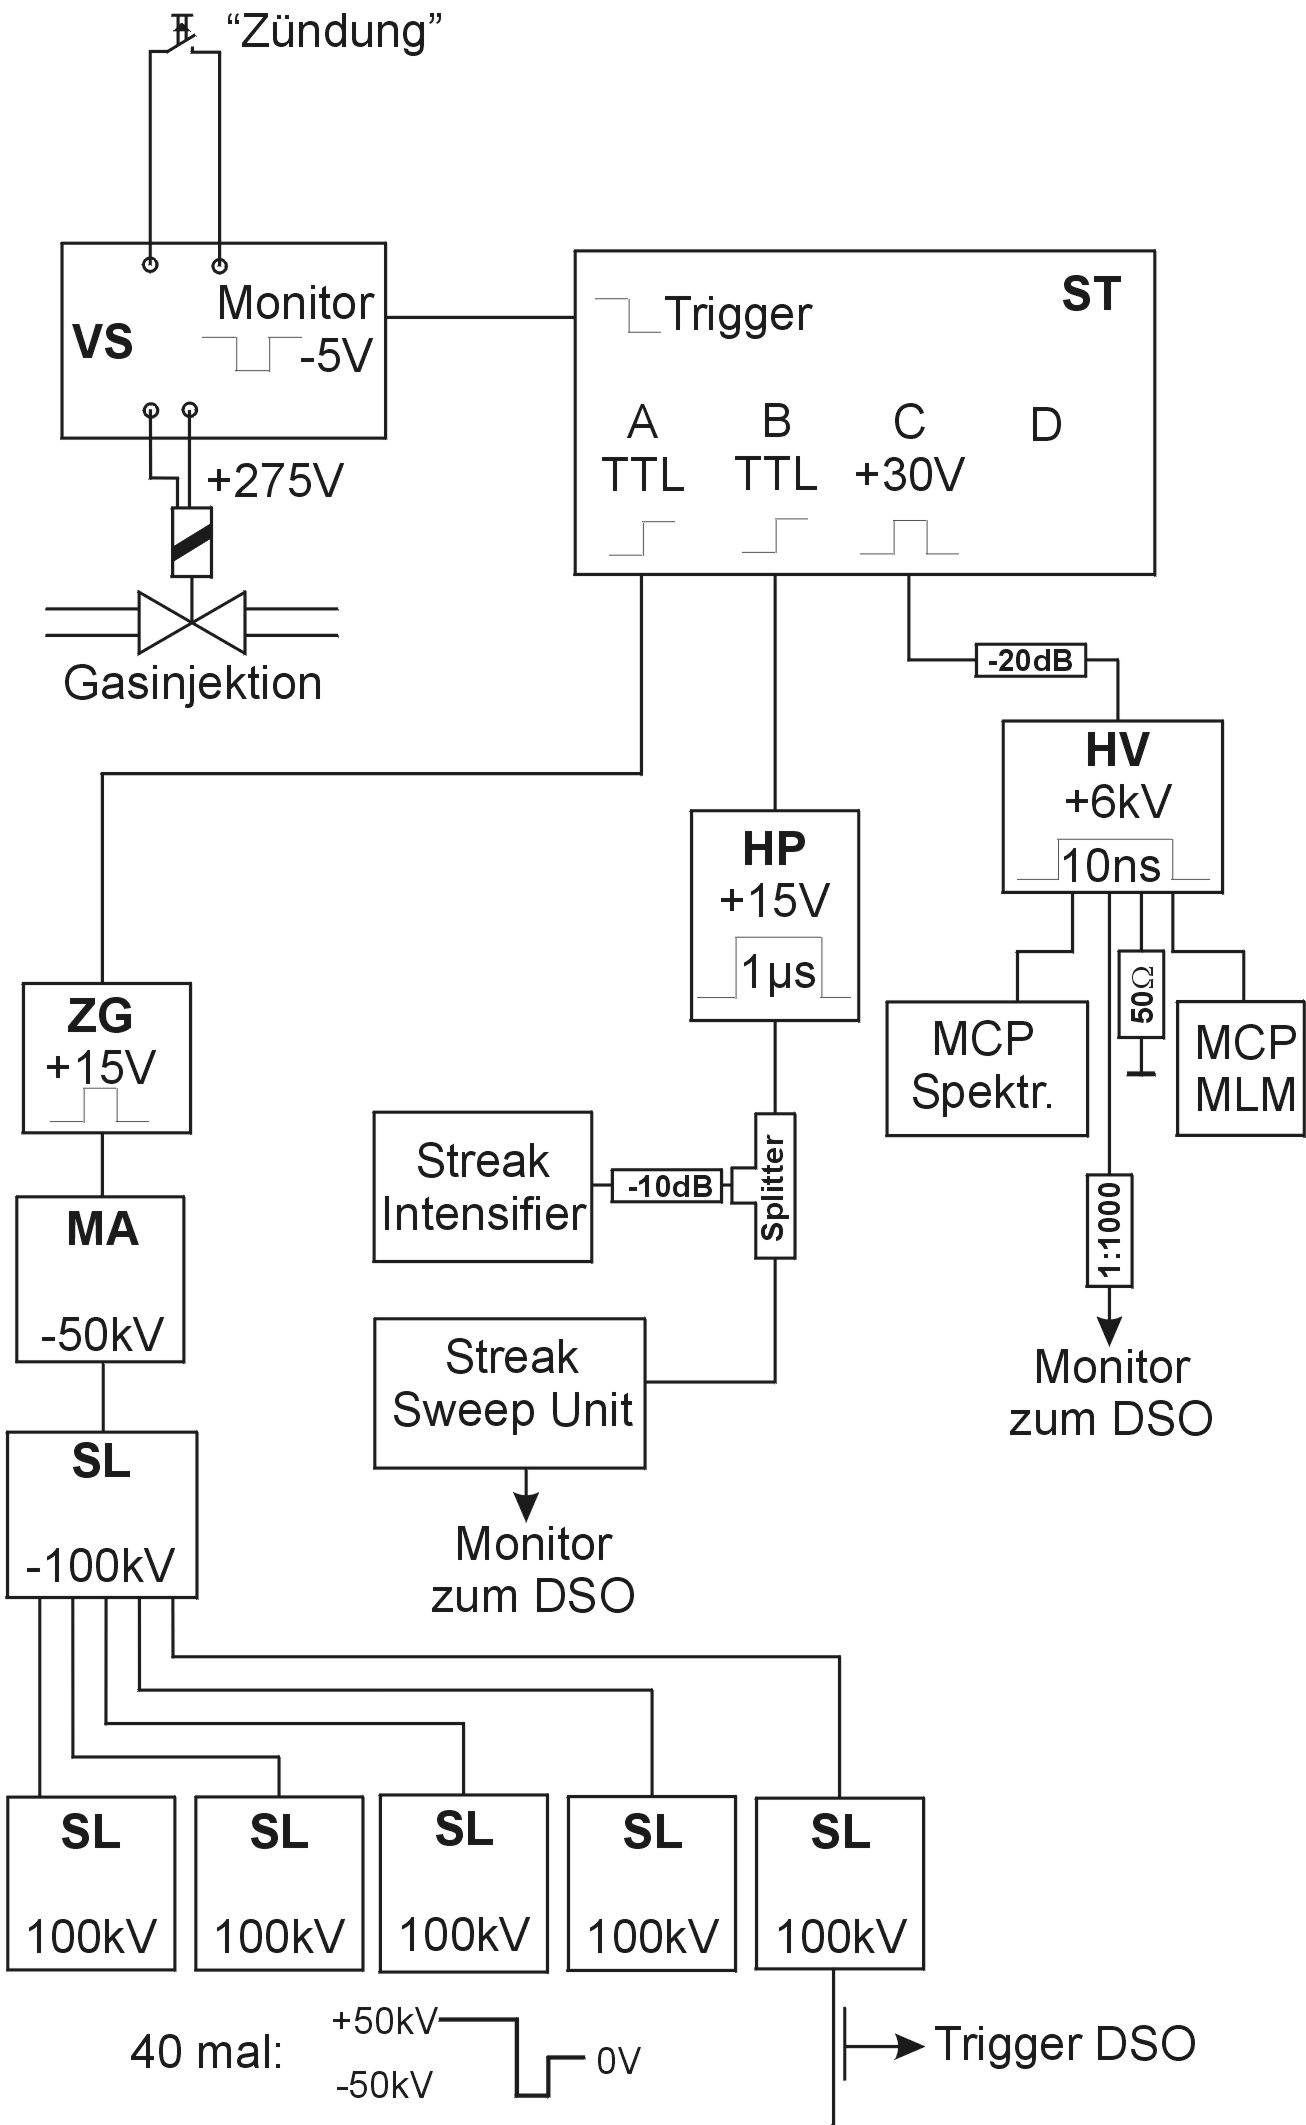 “Zündung”
VS
Monitor
-5V
+275V
Gasinjektion
ST
Trigger
A
TTL
B
TTL
C
+30V
D
-20dB
HV
+6kV
10ns
MCP
Spektr.
50Ω
MCP
MLM
1:1000
Monitor
zum DSO
HP
+15V
1µs
Splitter
-10dB
Streak
Intensifier
Streak
Sweep Unit
Monitor
zum DSO
ZG
+15V
MA
-50kV
SL
-100kV
SL
100kV
SL
100kV
SL
100kV
SL
100kV
SL
100kV
40 mal:
+50kV
-50kV
0V
Trigger DSO